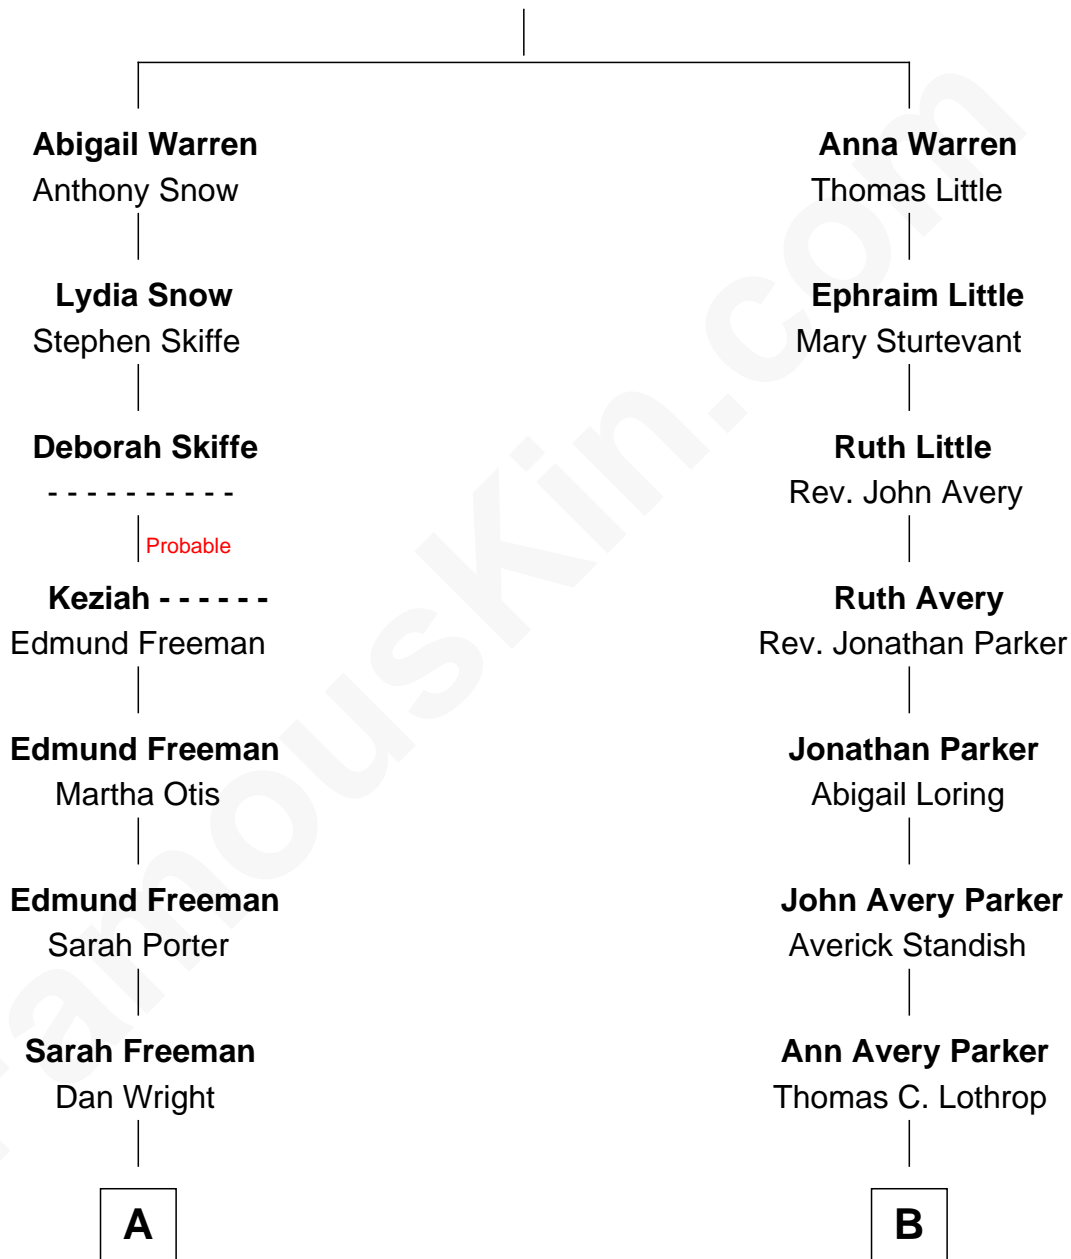 Abigail Warren
Anthony Snow
Lydia Snow
Stephen Skiffe
Deborah Skiffe
- - - - - - - - - -
Probable
Keziah - - - - - -
Edmund Freeman
Edmund Freeman
Martha Otis
Edmund Freeman
Sarah Porter
Sarah Freeman
Dan Wright
A
Anna Warren
Thomas Little
Ephraim Little
Mary Sturtevant
Ruth Little
Rev. John Avery
Ruth Avery
Rev. Jonathan Parker
Jonathan Parker
Abigail Loring
John Avery Parker
Averick Standish
Ann Avery Parker
Thomas C. Lothrop
B
FamousKin.com